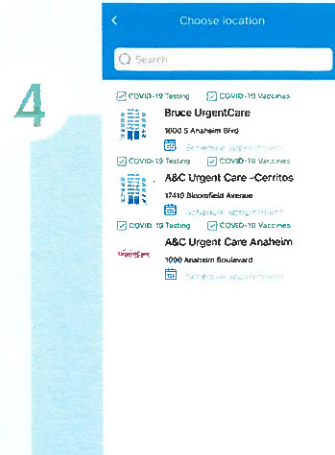 Choose location
Search
4
COVID-19 Testing COVID-19 Vaccines
Bruce UrgentCare
1000 S Anaheim Blvd
Schedule appointment
COVID-19 Testing COVID-19 Vaccines
A&C Urgent Care -Cerritos
17410 Bloomfield Avenue
Schedule appointment
COVID-19 Testing COVID-19 Vaccines
A&C Urgent Care Anaheim
UrgentCare
1090 Anaheim Boulevard
Schedule appointment